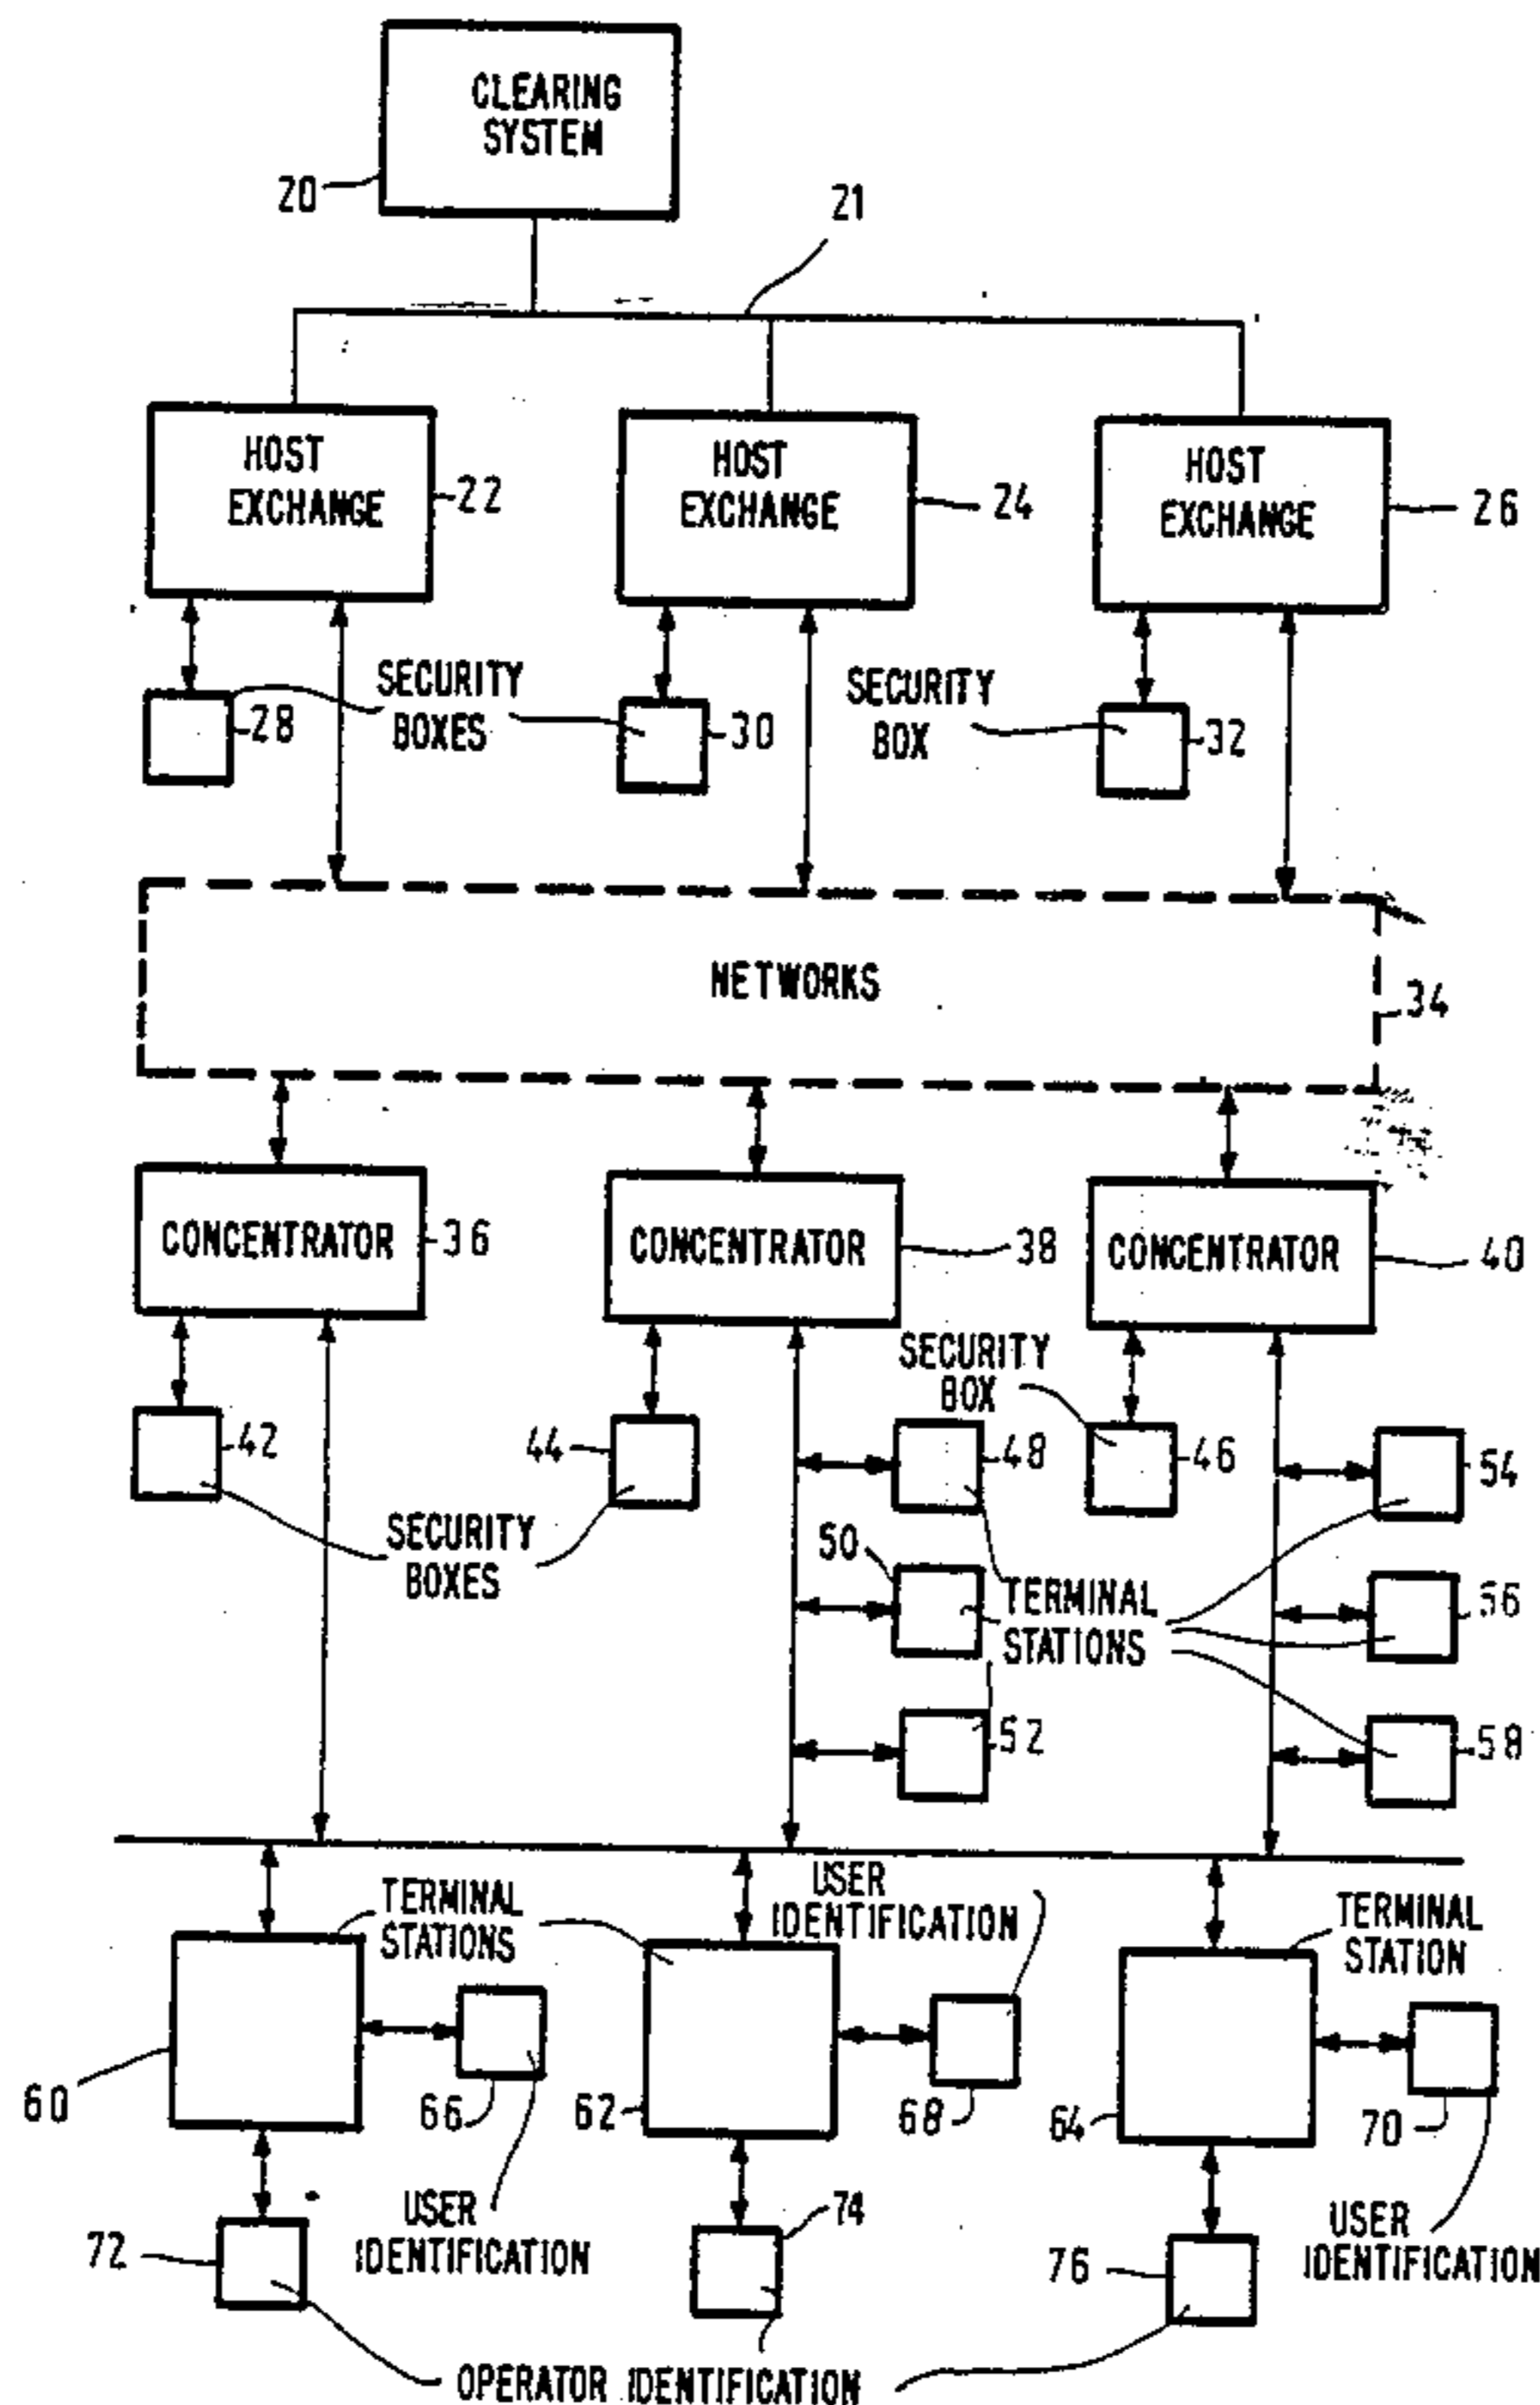 CLEARING
SYSTEM
20
21
HOST
EXCHANGE
22
HOST
EXCHANGE
24
HOST
EXCHANGE
26
SECURITY
BOXES
28
30
SECURITY
BOX
32
NETWORKS
34
CONCENTRATOR
36
CONCENTRATOR
38
CONCENTRATOR
40
42
44
SECURITY
BOXES
SECURITY
BOX
46
48
50
52
TERMINAL
STATIONS
54
56
58
TERMINAL
STATIONS
USER
IDENTIFICATION
TERMINAL
STATION
60
66
62
68
64
70
72
USER
IDENTIFICATION
74
76
USER
IDENTIFICATION
OPERATOR IDENTIFICATION